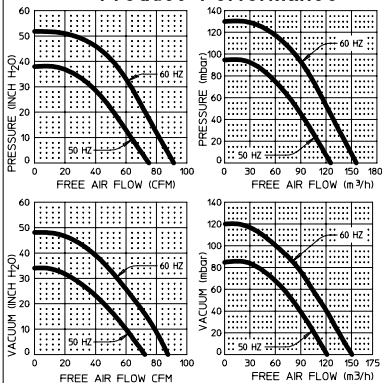 Product Performance
60
50
40
30
20
10
0
0 20 40 60 80 100
PRESSURE (INCH H2O)
60 HZ
50 HZ
FREE AIR FLOW (CFM)
140
120
100
80
60
40
20
0
0 30 60 90 120 150 180
PRESSURE (mbar)
60 HZ
50 HZ
FREE AIR FLOW (m³/h)
60
50
40
30
20
10
0
0 20 40 60 80 100
VACUUM (INCH H2O)
60 HZ
50 HZ
FREE AIR FLOW CFM
140
120
100
80
60
40
20
0
0 30 60 90 120 150 175
VACUUM (mbar)
60 HZ
50 HZ
FREE AIR FLOW (m³/h)